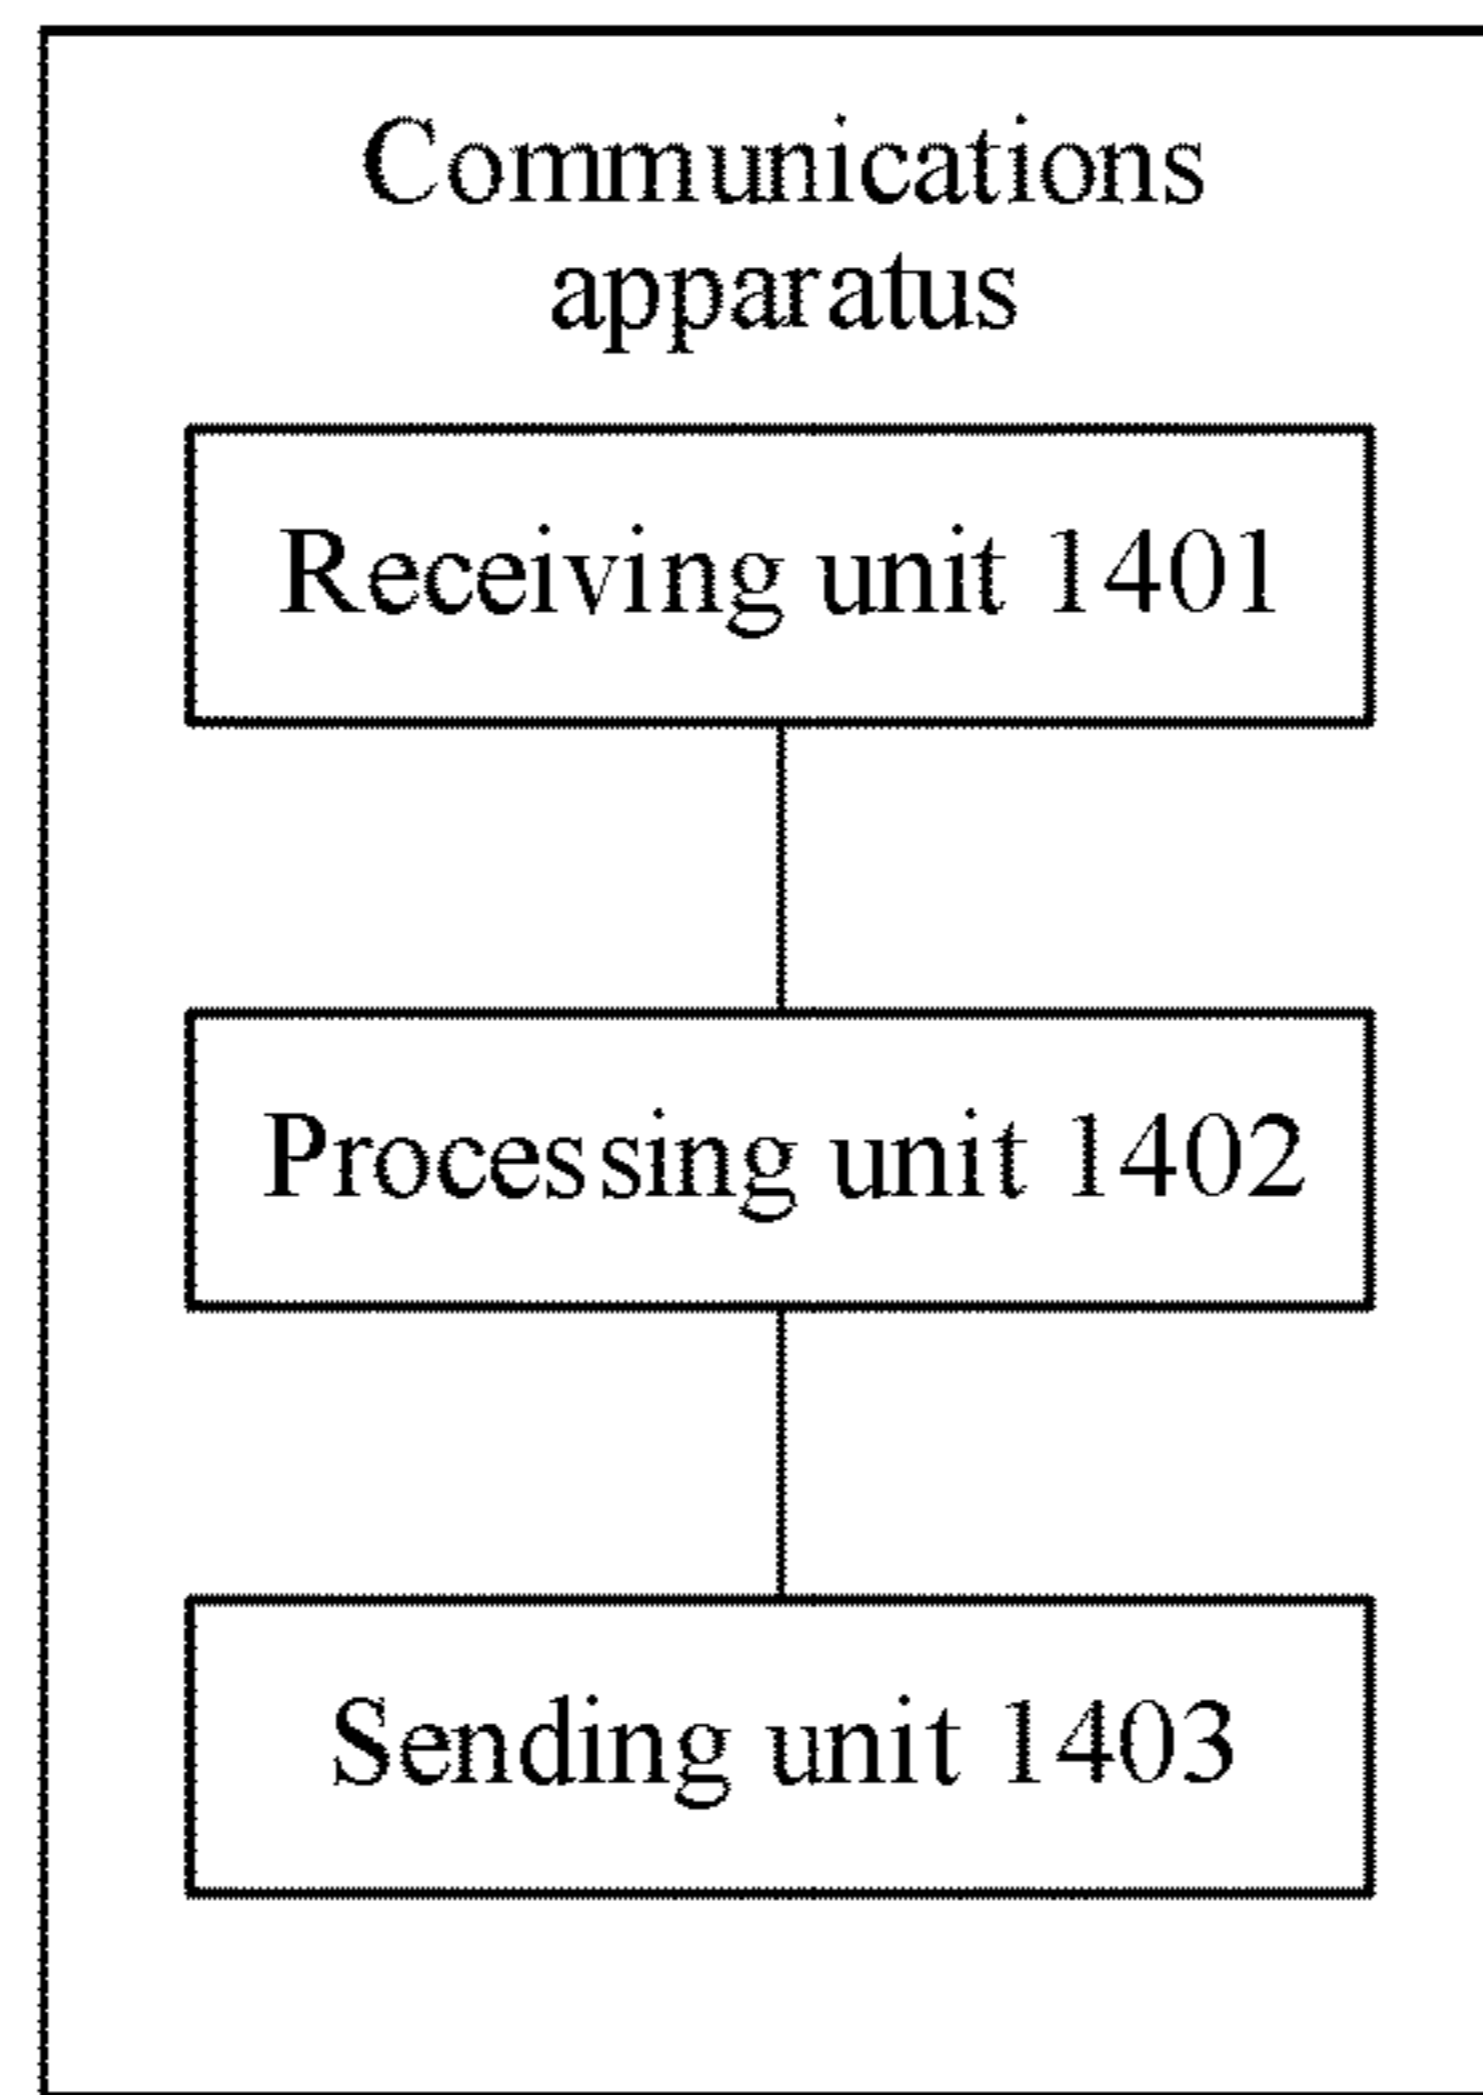 Communications
apparatus
Receiving unit 1401
Processing unit 1402
Sending unit 1403